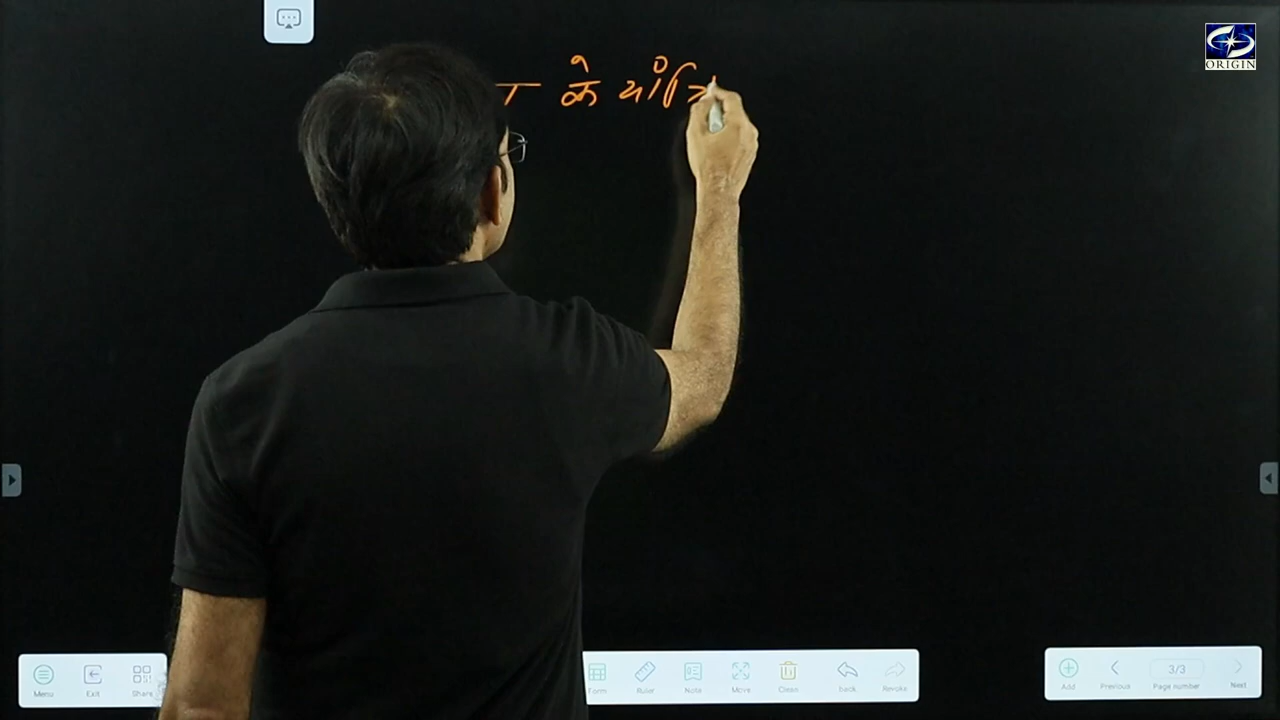 ORIGIN
के यांत्रि
Menu Exit Share Form Ruler Note Move Clean back Revoke Add Previous 3/3 Page number Next